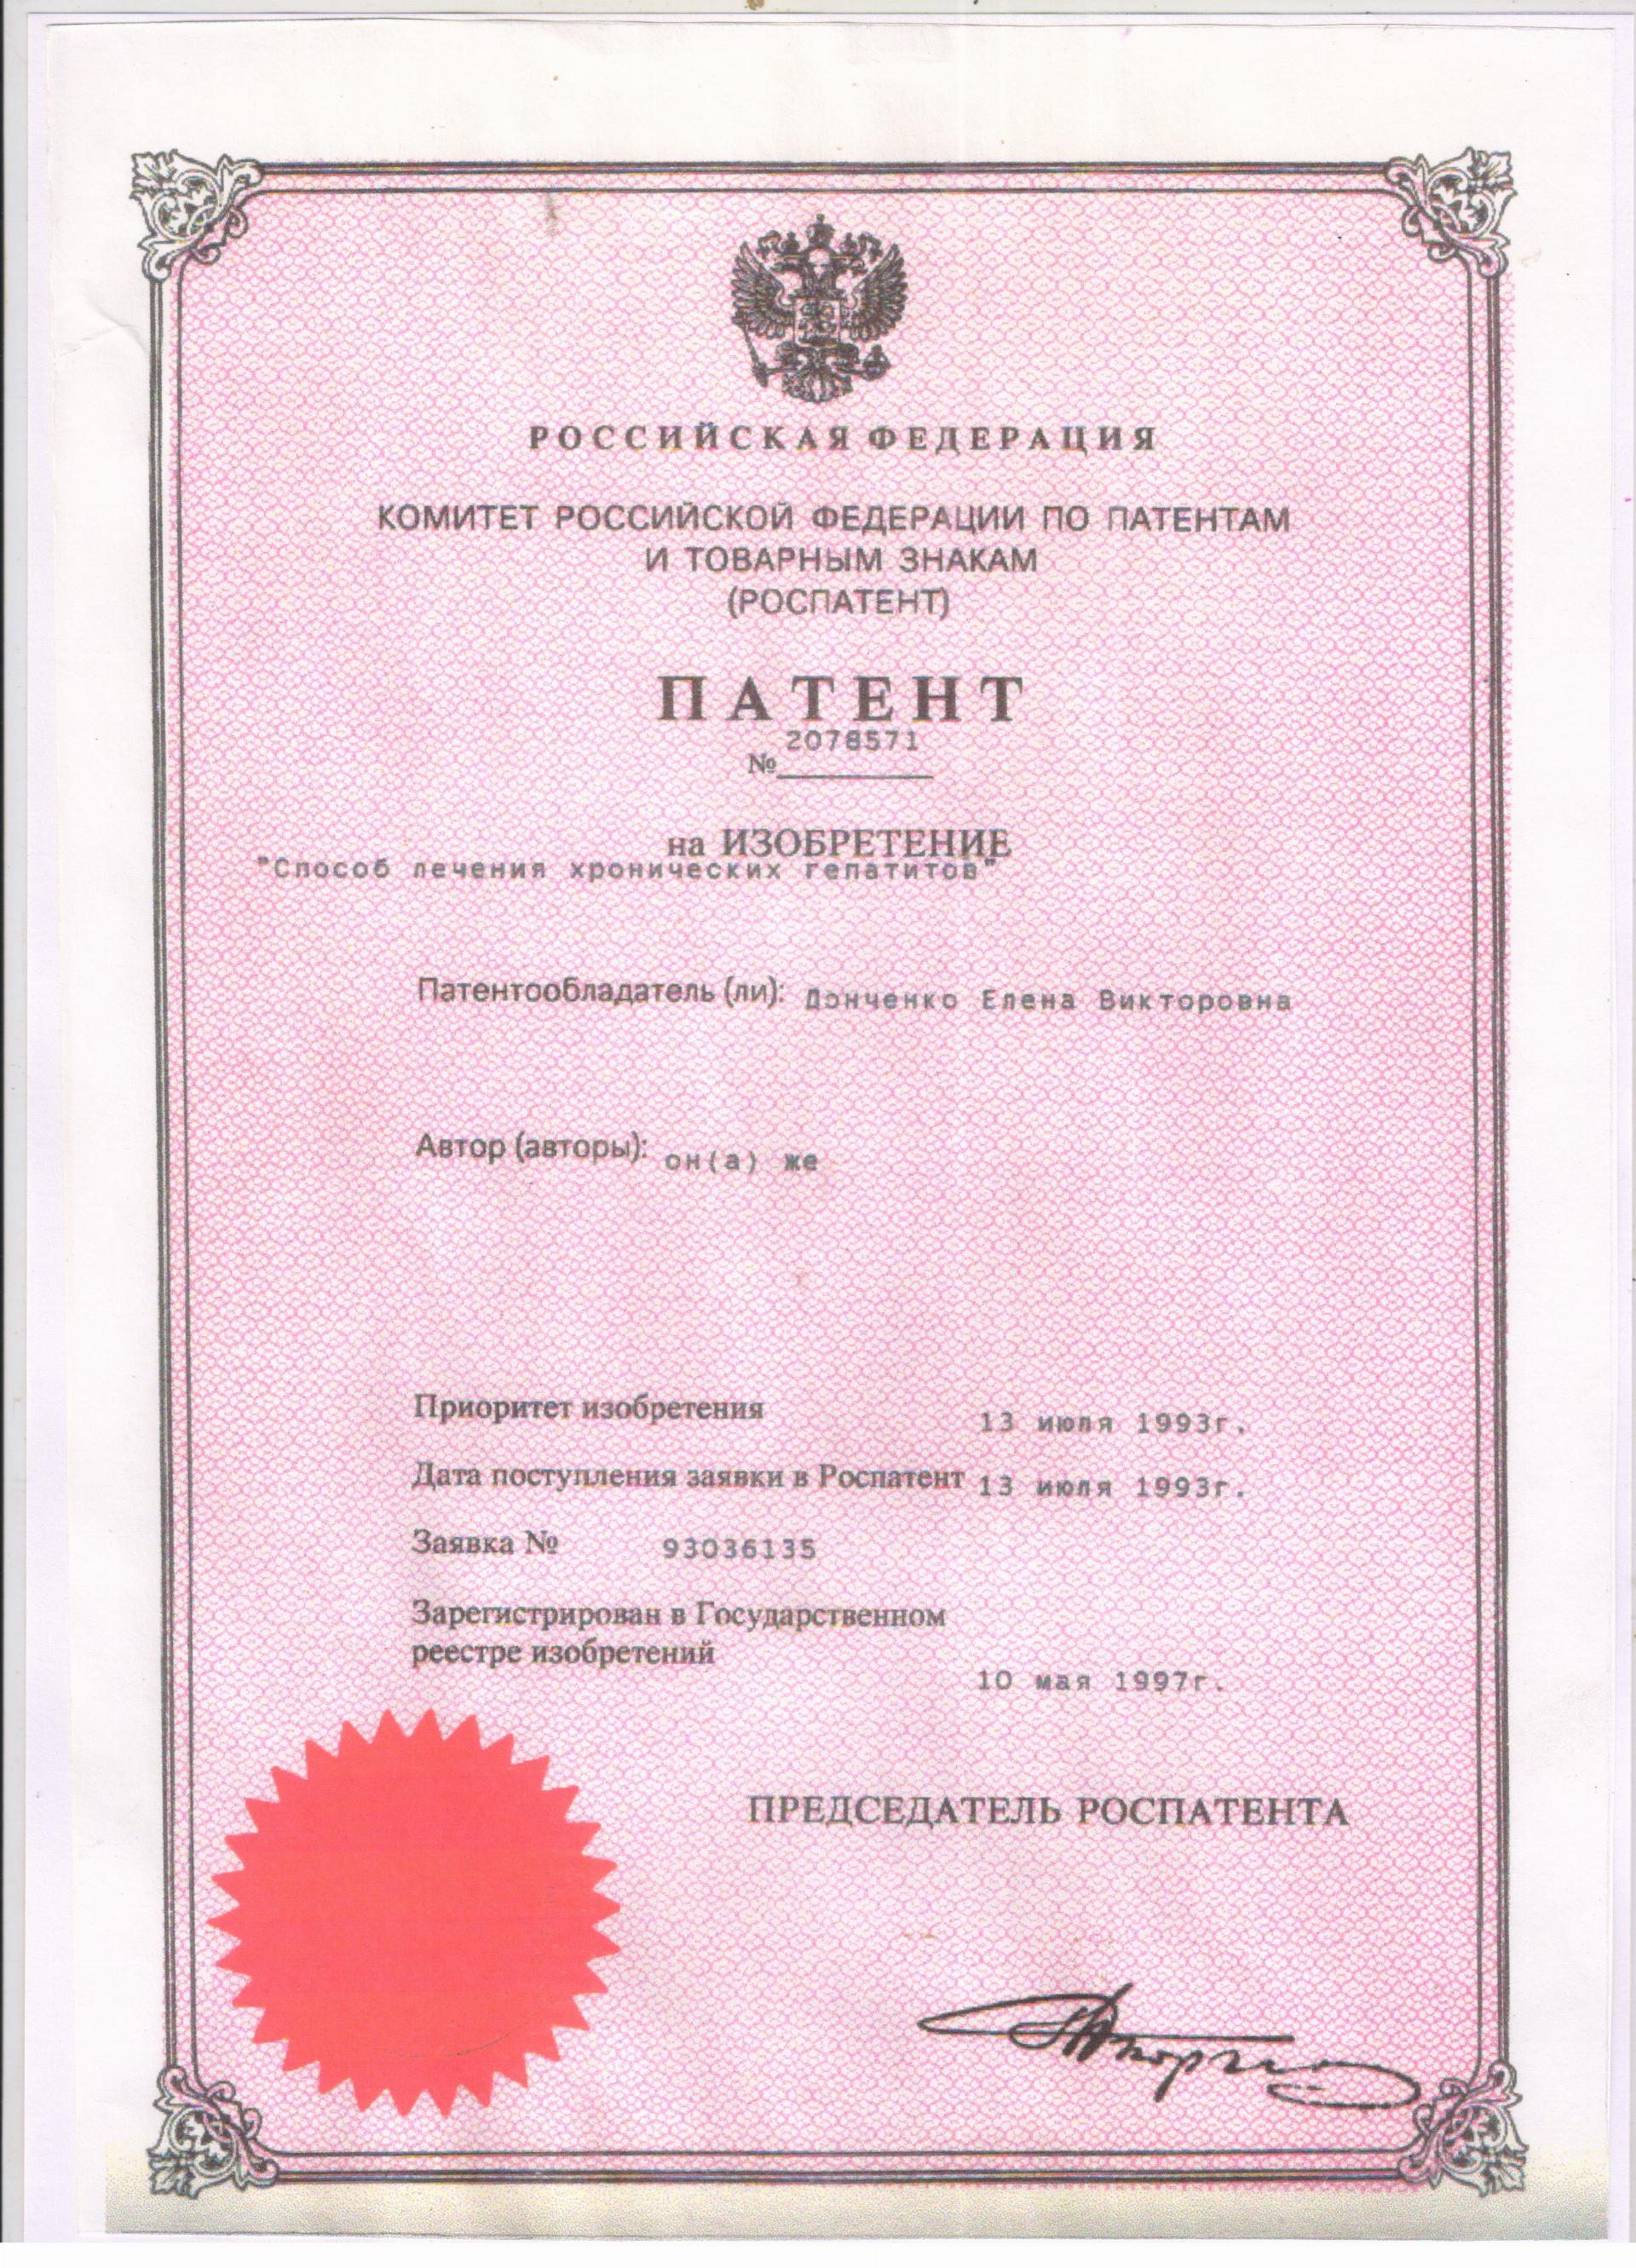 РОССИЙСКАЯ ФЕДЕРАЦИЯ
КОМИТЕТ РОССИЙСКОЙ ФЕДЕРАЦИИ ПО ПАТЕНТАМ
И ТОВАРНЫМ ЗНАКАМ
(РОСПАТЕНТ)
ПАТЕНТ
№ 2078571
на ИЗОБРЕТЕНИЕ
"Способ лечения хронических гепатитов"
Патентообладатель (ли): Донченко Елена Викторовна
Автор (авторы): он(а) же
Приоритет изобретения 13 июля 1993г.
Дата поступления заявки в Роспатент 13 июля 1993г.
Заявка № 93036135
Зарегистрирован в Государственном
реестре изобретений
10 мая 1997г.
ПРЕДСЕДАТЕЛЬ РОСПАТЕНТА